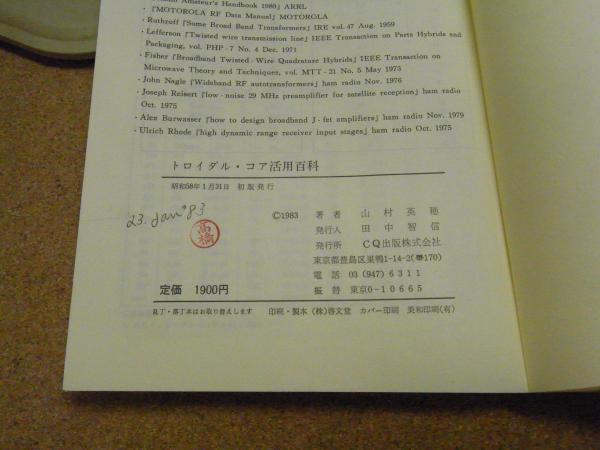 Amateur's Handbook 1980』 ARRL
・『MOTOROLA RF Data Manual』 MOTOROLA
・Ruthroff『Some Broad Band Transformers』 IRE vol. 47 Aug. 1959
・Lefferson『Twisted wire transmission line』 IEEE Transaction on Parts Hybrids and
Packaging, vol. PHP-7 No. 4 Dec. 1971
・Fisher『Broadband Twisted-Wire Quadrature Hybrids』 IEEE Transaction on
Microwave Theory and Techniques, vol. MTT-21 No. 5 May 1973
・John Nagle『Wideband RF autotransformers』 ham radio Nov. 1976
・Joseph Reisert『low-noise 29 MHz preamplifier for satellite reception』 ham radio
Oct. 1975
・Alex Burwasser『how to design broadband J-fet amplifiers』 ham radio Nov. 1979
・Ulrich Rhode『high dynamic range receiver input stages』 ham radio Oct. 1975
トロイダル・コア活用百科
昭和58年1月31日 初版発行
23. Jan '83
高橋
©1983 著者 山村英穂
発行人 田中智信
発行所 CQ出版株式会社
東京都豊島区巣鴨1-14-2(〒170)
電話 03(947)6311
振替 東京0-10665
定価 1900円
乱丁・落丁本はお取り替えします 印刷・製本 (株)啓文堂 カバー印刷 美和印刷(有)